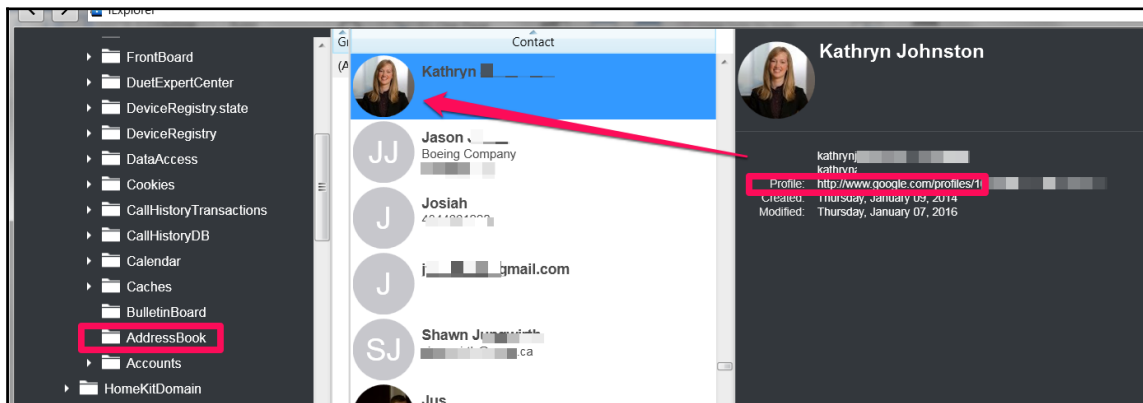 iExplorer
FrontBoard
DuetExpertCenter
DeviceRegistry.state
DeviceRegistry
DataAccess
Cookies
CallHistoryTransactions
CallHistoryDB
Calendar
Caches
BulletinBoard
AddressBook
Accounts
HomeKitDomain
Contact
Kathryn
JJ
Jason
Boeing Company
J
Josiah
J
gmail.com
SJ
Shawn
.ca
Jus
Kathryn Johnston
Profile: http://www.google.com/profiles/1
Created: Thursday, January 09, 2014
Modified: Thursday, January 07, 2016